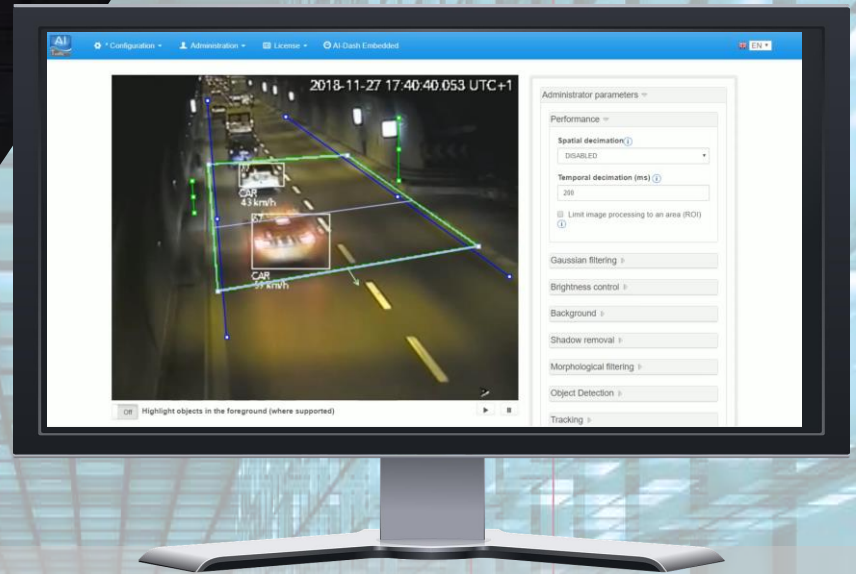 AI
* Configuration
Administration
License
AI-Dash Embedded
EN
2018-11-27 17:40:40.053 UTC+1
CAR
43 km/h
67
CAR
59 km/h
Off
Highlight objects in the foreground (where supported)
Administrator parameters
Performance
Spatial decimation
DISABLED
Temporal decimation (ms)
200
Limit image processing to an area (ROI)
Gaussian filtering
Brightness control
Background
Shadow removal
Morphological filtering
Object Detection
Tracking